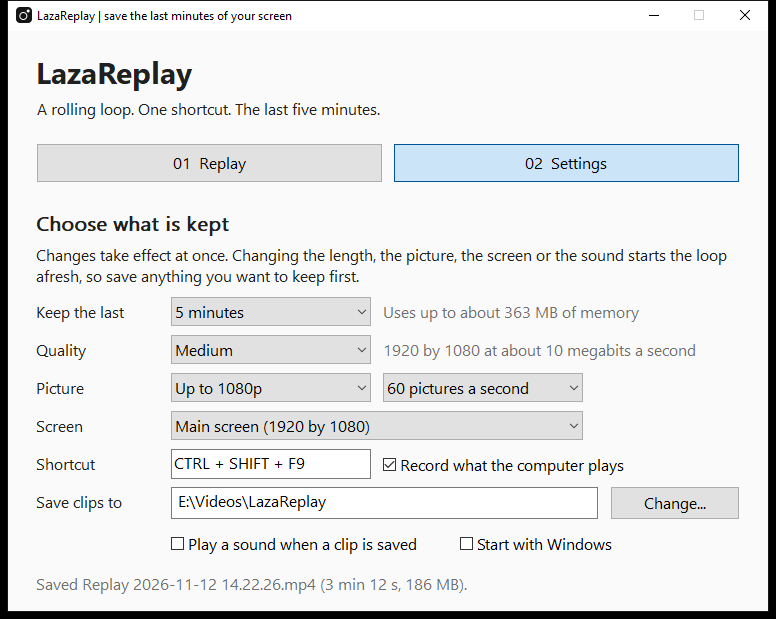 LazaReplay | save the last minutes of your screen
LazaReplay
A rolling loop. One shortcut. The last five minutes.
01 Replay
02 Settings
Choose what is kept
Changes take effect at once. Changing the length, the picture, the screen or the sound starts the loop
afresh, so save anything you want to keep first.
Keep the last 5 minutes Uses up to about 363 MB of memory
Quality Medium 1920 by 1080 at about 10 megabits a second
Picture Up to 1080p 60 pictures a second
Screen Main screen (1920 by 1080)
Shortcut CTRL + SHIFT + F9 Record what the computer plays
Save clips to E:\Videos\LazaReplay Change...
Play a sound when a clip is saved Start with Windows
Saved Replay 2026-11-12 14.22.26.mp4 (3 min 12 s, 186 MB).